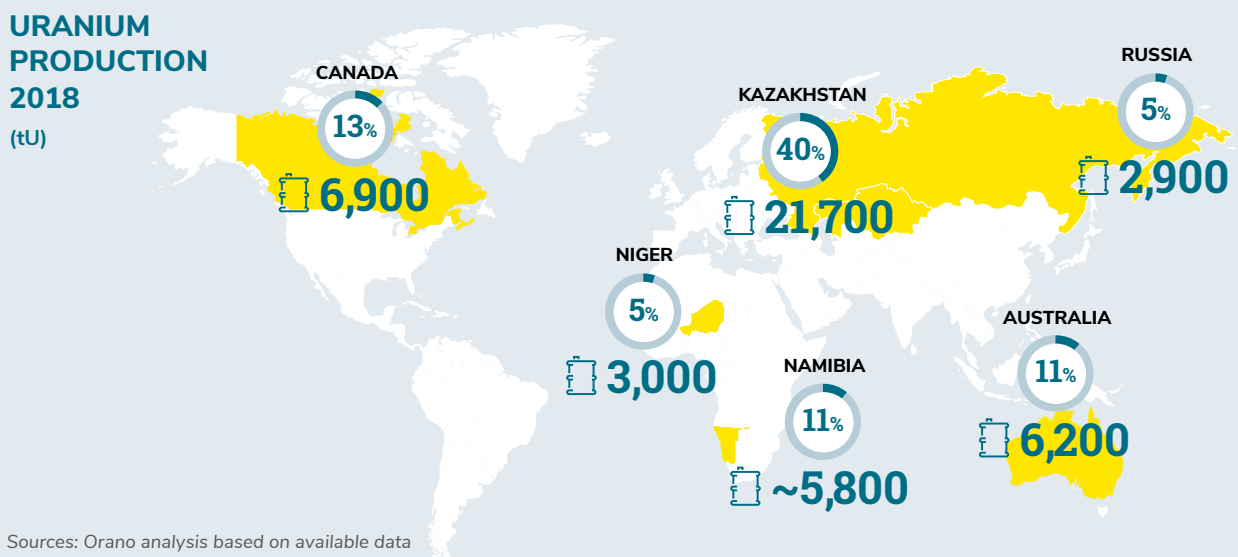 URANIUM
PRODUCTION
2018
(tU)
CANADA
13%
6,900
KAZAKHSTAN
40%
21,700
RUSSIA
5%
2,900
NIGER
5%
3,000
NAMIBIA
11%
~5,800
AUSTRALIA
11%
6,200
Sources: Orano analysis based on available data